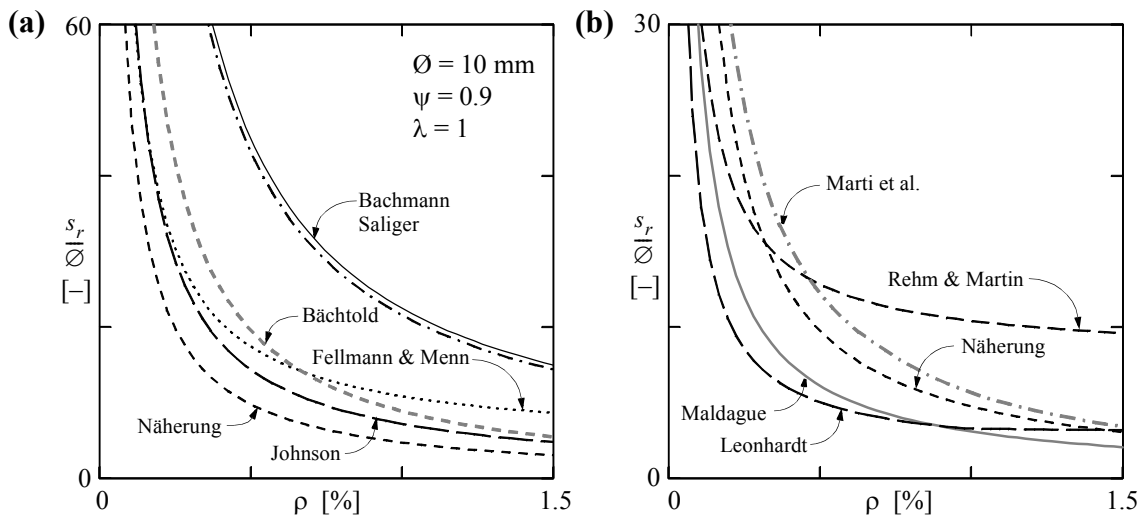 (a)
60
Ø = 10 mm
ψ = 0.9
λ = 1
Bachmann
Saliger
s_r
Ø
[–]
Bächtold
Fellmann & Menn
Näherung
Johnson
0
0
ρ [%]
1.5
(b)
30
Marti et al.
s_r
Ø
[–]
Rehm & Martin
Näherung
Maldague
Leonhardt
0
0
ρ [%]
1.5